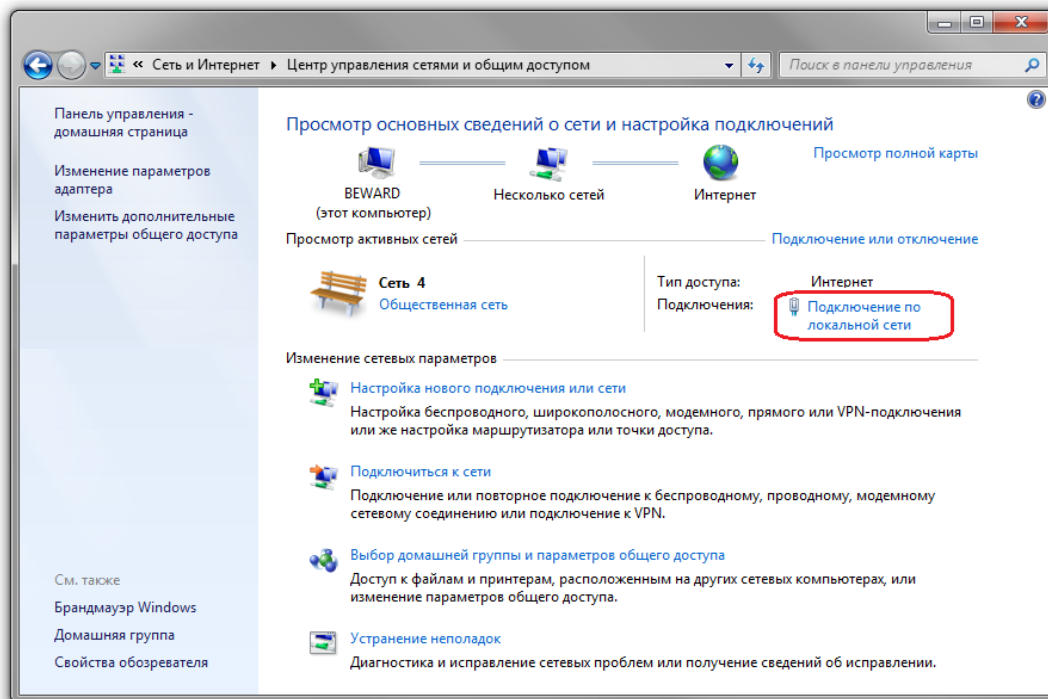 « Сеть и Интернет ▸ Центр управления сетями и общим доступом
Поиск в панели управления
Панель управления -
домашняя страница
Изменение параметров
адаптера
Изменить дополнительные
параметры общего доступа
См. также
Брандмауэр Windows
Домашняя группа
Свойства обозревателя
Просмотр основных сведений о сети и настройка подключений
Просмотр полной карты
BEWARD
(этот компьютер)
Несколько сетей
Интернет
Просмотр активных сетей
Подключение или отключение
Сеть 4
Общественная сеть
Тип доступа: Интернет
Подключения: Подключение по
локальной сети
Изменение сетевых параметров
Настройка нового подключения или сети
Настройка беспроводного, широкополосного, модемного, прямого или VPN-подключения
или же настройка маршрутизатора или точки доступа.
Подключиться к сети
Подключение или повторное подключение к беспроводному, проводному, модемному
сетевому соединению или подключение к VPN.
Выбор домашней группы и параметров общего доступа
Доступ к файлам и принтерам, расположенным на других сетевых компьютерах, или
изменение параметров общего доступа.
Устранение неполадок
Диагностика и исправление сетевых проблем или получение сведений об исправлении.